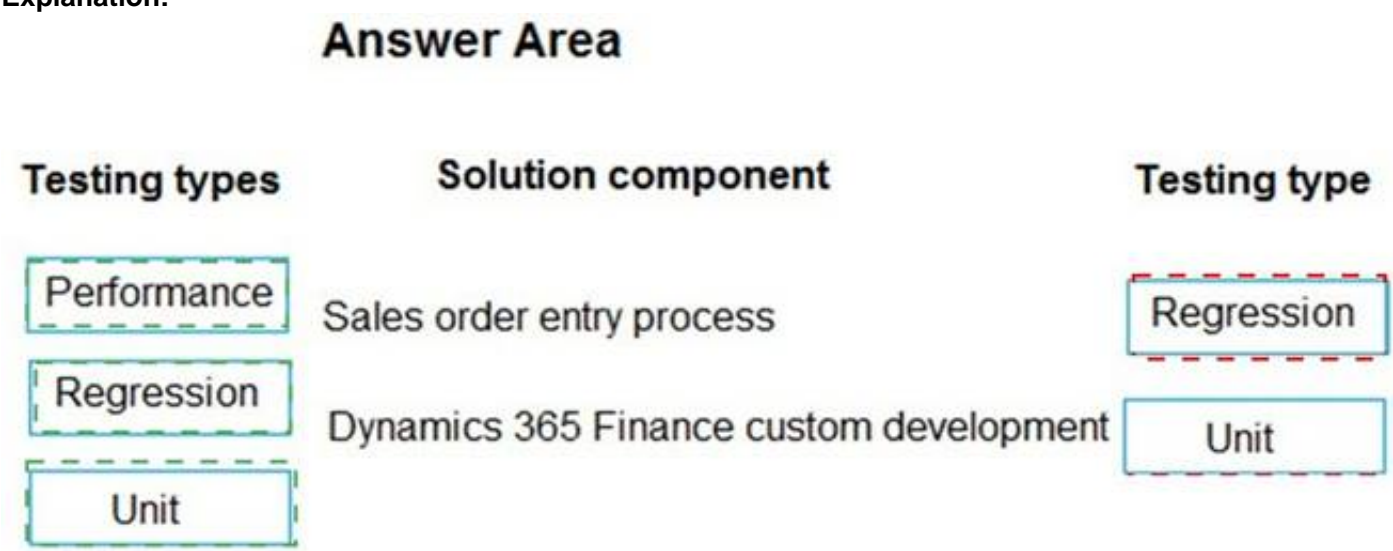 Explanation:
Answer Area
Testing types Solution component Testing type
Performance
Sales order entry process
Regression
Regression
Dynamics 365 Finance custom development
Unit
Unit